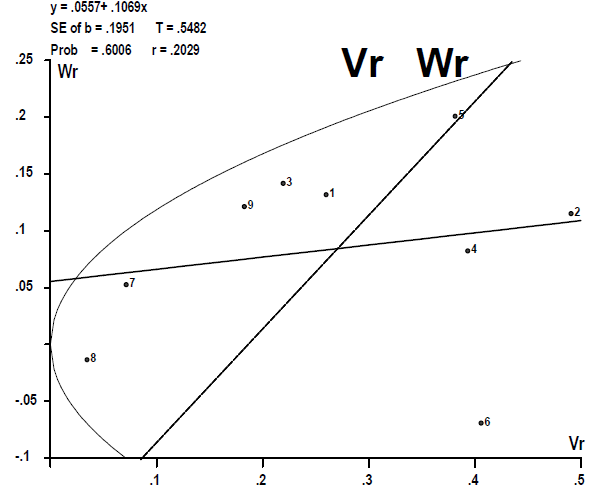 y = .0557+ .1069x
SE of b = .1951 T = .5482
Prob = .6006 r = .2029
Vr Wr
.25
Wr
.2
5
.15
3
1
9
2
.1
4
7
.05
8
-.05
6
-.1
Vr
.1 .2 .3 .4 .5